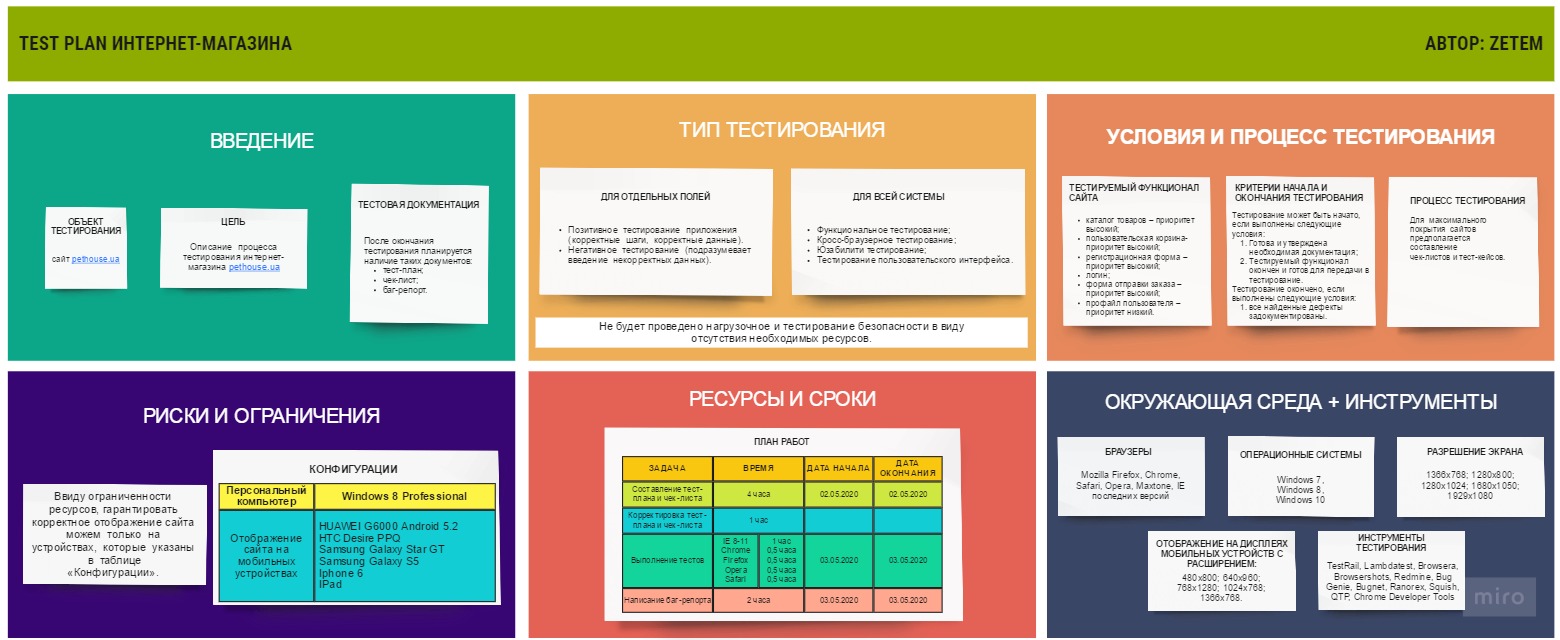 TEST PLAN ИНТЕРНЕТ-МАГАЗИНА
АВТОР: ZETEM
ВВЕДЕНИЕ
ОБЪЕКТ
ТЕСТИРОВАНИЯ
сайт pethouse.ua
ЦЕЛЬ
Описание процесса
тестирования интернет-
магазина pethouse.ua
ТЕСТОВАЯ ДОКУМЕНТАЦИЯ
После окончания
тестирования планируется
наличие таких документов:
• тест-план;
• чек-лист;
• баг-репорт.
ТИП ТЕСТИРОВАНИЯ
ДЛЯ ОТДЕЛЬНЫХ ПОЛЕЙ
• Позитивное тестирование приложения
(корректные шаги, корректные данные).
• Негативное тестирование (подразумевает
введение некорректных данных).
ДЛЯ ВСЕЙ СИСТЕМЫ
• Функциональное тестирование;
• Кросс-браузерное тестирование;
• Юзабилити тестирование;
• Тестирование пользовательского интерфейса.
Не будет проведено нагрузочное и тестирование безопасности в виду
отсутствия необходимых ресурсов.
УСЛОВИЯ И ПРОЦЕСС ТЕСТИРОВАНИЯ
ТЕСТИРУЕМЫЙ ФУНКЦИОНАЛ
САЙТА
• каталог товаров – приоритет
высокий;
• пользовательская корзина-
приоритет высокий;
• регистрационная форма –
приоритет высокий;
• логин;
• форма отправки заказа –
приоритет высокий;
• профайл пользователя –
приоритет низкий.
КРИТЕРИИ НАЧАЛА И
ОКОНЧАНИЯ ТЕСТИРОВАНИЯ
Тестирование может быть начато,
если выполнены следующие
условия:
1. Готова и утверждена
необходимая документация;
2. Тестируемый функционал
окончен и готов для передачи в
тестирование.
Тестирование окончено, если
выполнены следующие условия:
1. все найденные дефекты
задокументированы.
ПРОЦЕСС ТЕСТИРОВАНИЯ
Для максимального
покрытия сайтов
предполагается
составление
чек-листов и тест-кейсов.
РИСКИ И ОГРАНИЧЕНИЯ
Ввиду ограниченности
ресурсов, гарантировать
корректное отображение сайта
можем только на
устройствах, которые указаны
в таблице
«Конфигурации».
КОНФИГУРАЦИИ
Персональный
компьютер
Windows 8 Professional
Отображение
сайта на
мобильных
устройствах
HUAWEI G6000 Android 5.2
HTC Desire PPQ
Samsung Galaxy Star GT
Samsung Galaxy S5
Iphone 6
IPad
РЕСУРСЫ И СРОКИ
ПЛАН РАБОТ
ЗАДАЧА ВРЕМЯ ДАТА НАЧАЛА ДАТА
ОКОНЧАНИЯ
Составление тест-
плана и чек-листа
4 часа 02.05.2020 02.05.2020
Корректировка тест-
плана и чек-листа
1 час
Выполнение тестов
IE 8-11 1 час
Chrome 0,5 часа
Firefox 0,5 часа
Opera 0,5 часа
Safari 0,5 часа
03.05.2020 03.05.2020
Написание баг-репорта 2 часа 03.05.2020 03.05.2020
ОКРУЖАЮЩАЯ СРЕДА + ИНСТРУМЕНТЫ
БРАУЗЕРЫ
Mozilla Firefox, Chrome,
Safari, Opera, Maxtone, IE
последних версий
ОПЕРАЦИОННЫЕ СИСТЕМЫ
Windows 7,
Windows 8,
Windows 10
РАЗРЕШЕНИЕ ЭКРАНА
1366x768; 1280x800;
1280x1024; 1680x1050;
1929x1080
ОТОБРАЖЕНИЕ НА ДИСПЛЕЯХ
МОБИЛЬНЫХ УСТРОЙСТВ С
РАСШИРЕНИЕМ:
480x800; 640x960;
768x1280; 1024x768;
1366x768.
ИНСТРУМЕНТЫ
ТЕСТИРОВАНИЯ
TestRail, Lambdatest, Browsera,
Browsershots, Redmine, Bug
Genie, Bugnet, Ranorex, Squish,
QTP, Chrome Developer Tools
miro